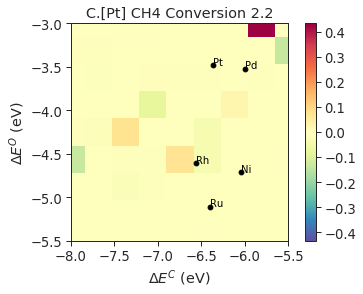 C.[Pt] CH4 Conversion 2.2
−3.0
−3.5
−4.0
−4.5
−5.0
−5.5
−8.0 −7.5 −7.0 −6.5 −6.0 −5.5
ΔE^O (eV)
ΔE^C (eV)
Pt
Pd
Rh
Ni
Ru
0.4
0.3
0.2
0.1
0.0
−0.1
−0.2
−0.3
−0.4